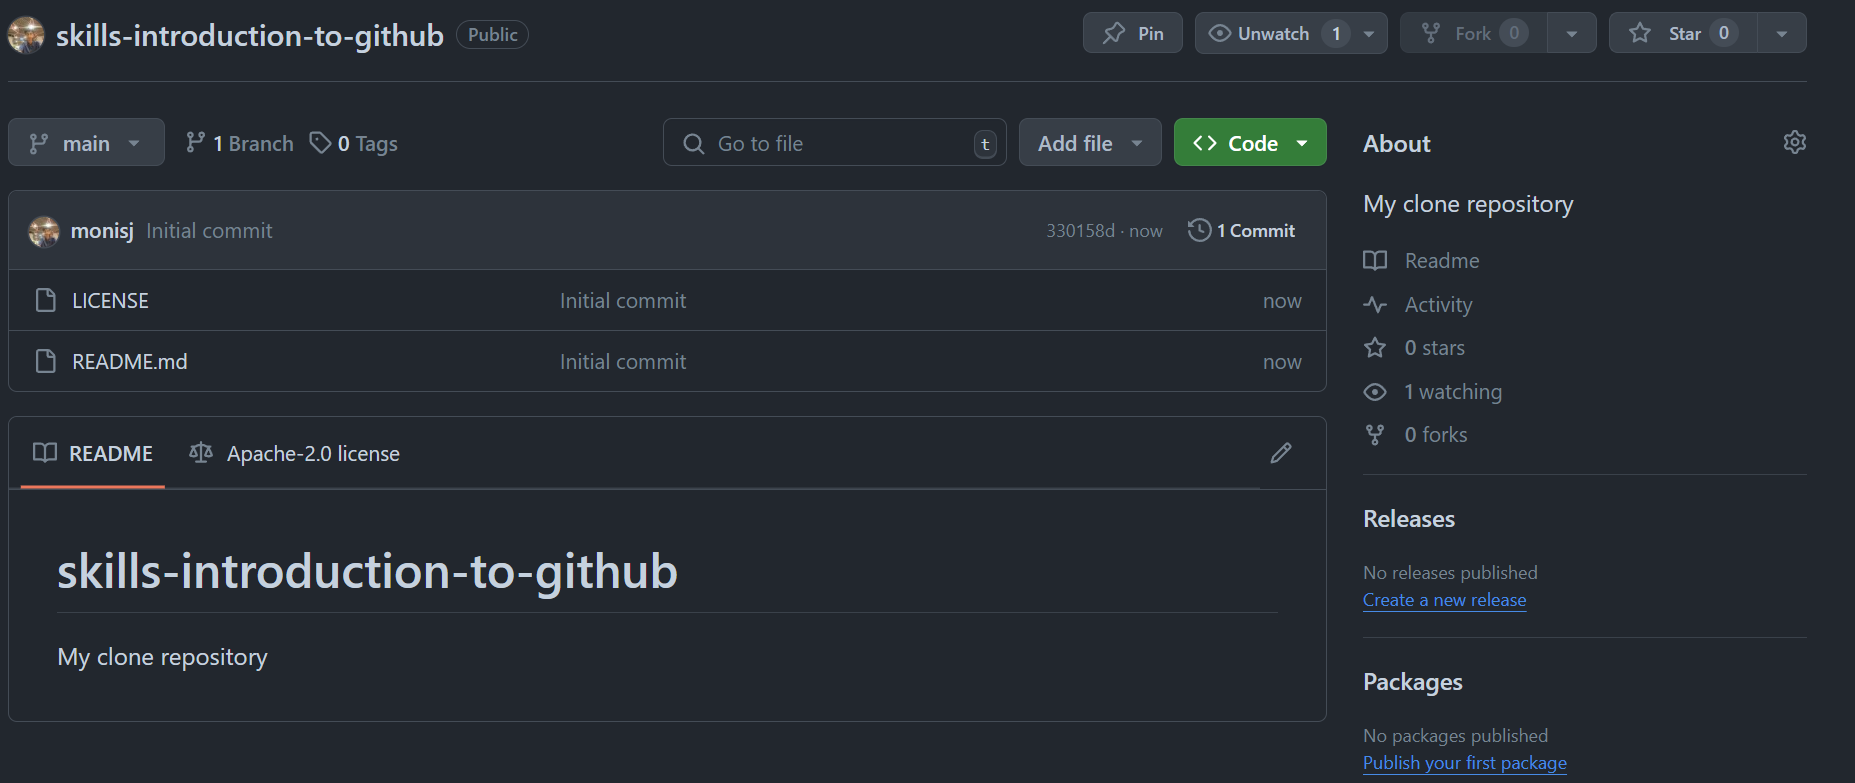 skills-introduction-to-github Public Pin Unwatch 1 Fork 0 Star 0
main 1 Branch 0 Tags Go to file t Add file Code
monisj Initial commit 330158d · now 1 Commit
LICENSE Initial commit now
README.md Initial commit now
README Apache-2.0 license
skills-introduction-to-github
My clone repository
About
My clone repository
Readme
Activity
0 stars
1 watching
0 forks
Releases
No releases published
Create a new release
Packages
No packages published
Publish your first package